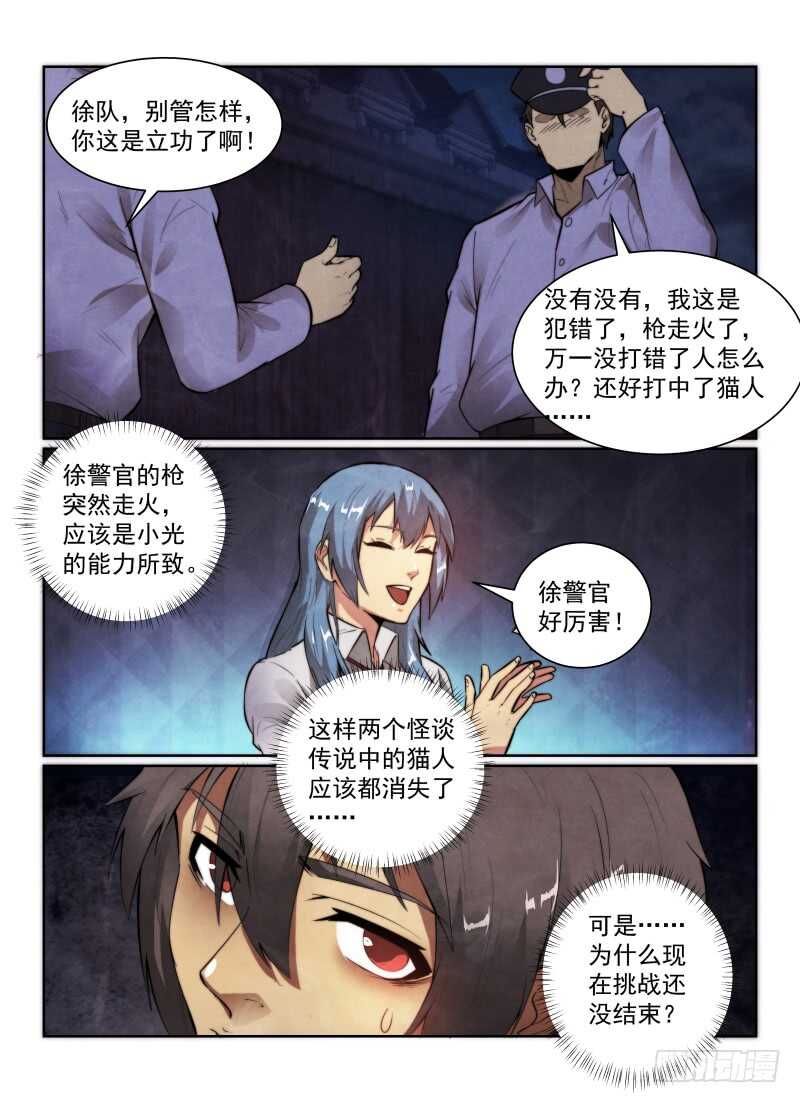 徐队，别管怎样，
你这是立功了啊！
没有没有，我这是
犯错了，枪走火了，
万一没打错了人怎么
办？还好打中了猫人
……
徐警官的枪
突然走火，
应该是小光
的能力所致。
徐警官
好厉害！
这样两个怪谈
传说中的猫人
应该都消失了
……
可是……
为什么现
在挑战还
没结束？